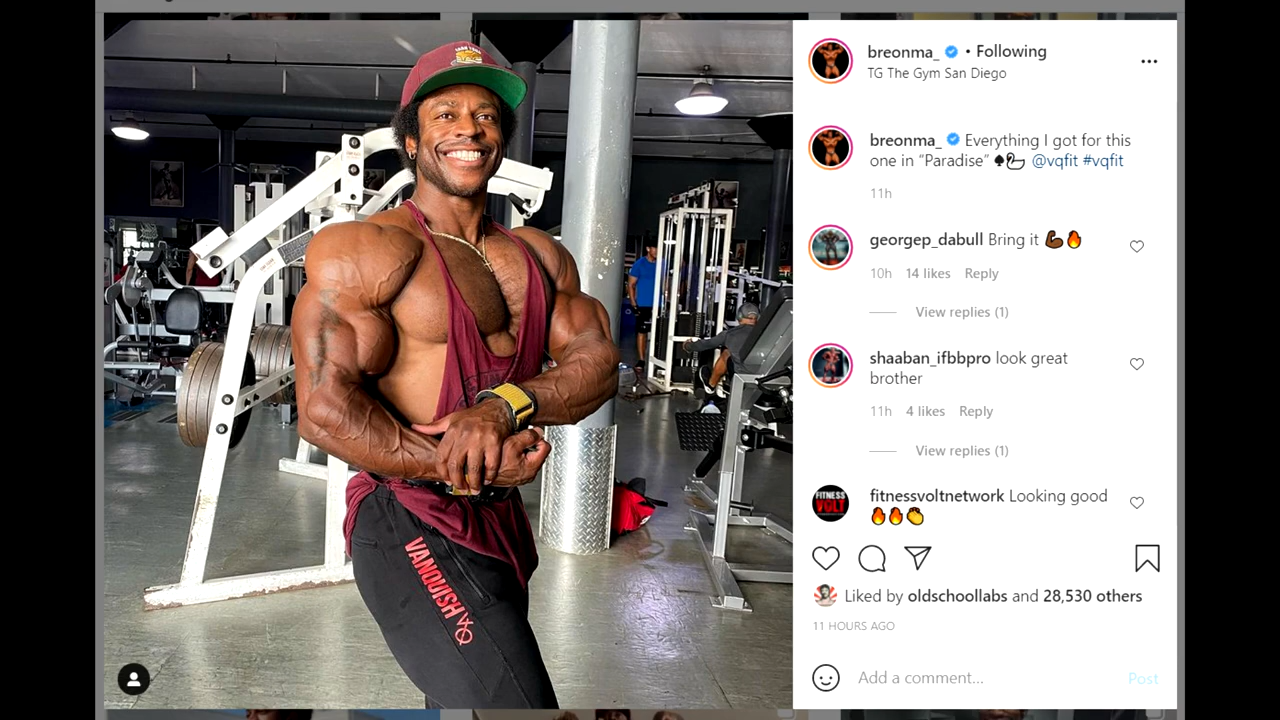 breonma_ • Following
TG The Gym San Diego
breonma_ Everything I got for this
one in “Paradise” ♠️🦢 @vqfit #vqfit
11h
georgep_dabull Bring it 💪🏿🔥
10h 14 likes Reply
View replies (1)
shaaban_ifbbpro look great
brother
11h 4 likes Reply
View replies (1)
FITNESS
VOLT
fitnessvoltnetwork Looking good
🔥🔥👏
Liked by oldschoollabs and 28,530 others
11 HOURS AGO
Add a comment...
Post
VANQUISH